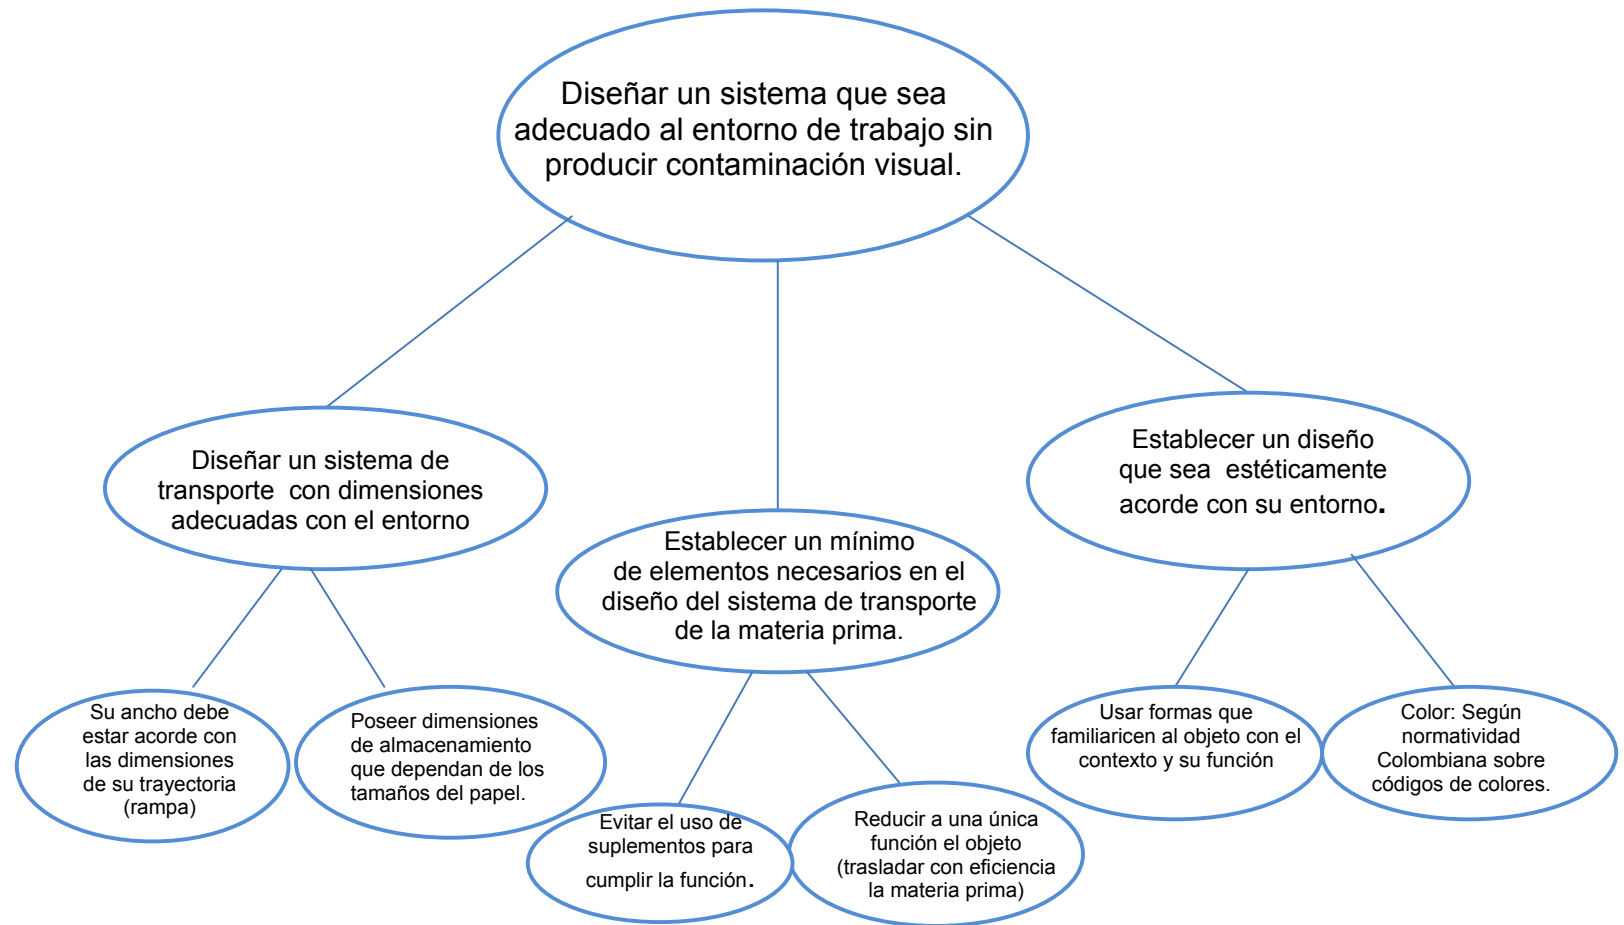 Diseñar un sistema que sea
adecuado al entorno de trabajo sin
producir contaminación visual.
Diseñar un sistema de
transporte con dimensiones
adecuadas con el entorno
Establecer un mínimo
de elementos necesarios en el
diseño del sistema de transporte
de la materia prima.
Establecer un diseño
que sea estéticamente
acorde con su entorno.
Su ancho debe
estar acorde con
las dimensiones
de su trayectoria
(rampa)
Poseer dimensiones
de almacenamiento
que dependan de los
tamaños del papel.
Evitar el uso de
suplementos para
cumplir la función.
Reducir a una única
función el objeto
(trasladar con eficiencia
la materia prima)
Usar formas que
familiaricen al objeto con el
contexto y su función
Color: Según
normatividad
Colombiana sobre
códigos de colores.